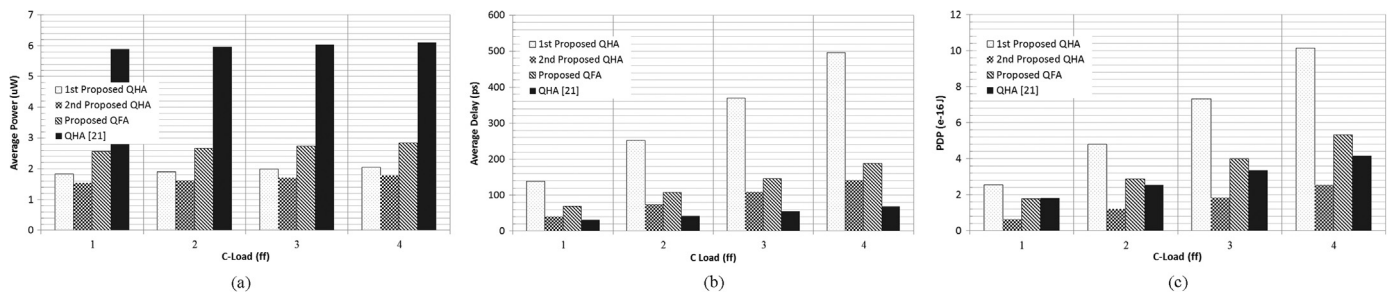 7
6
5
4
3
2
1
0
Average Power (uW)
1st Proposed QHA
2nd Proposed QHA
Proposed QFA
QHA [21]
1 2 3 4
C-Load (ff)
(a)
600
500
400
300
200
100
0
Average Delay (ps)
1st Proposed QHA
2nd Proposed QHA
Proposed QFA
QHA [21]
1 2 3 4
C Load (ff)
(b)
12
10
8
6
4
2
0
PDP (e-16J)
1st Proposed QHA
2nd Proposed QHA
Proposed QFA
QHA [21]
1 2 3 4
C-Load (ff)
(c)